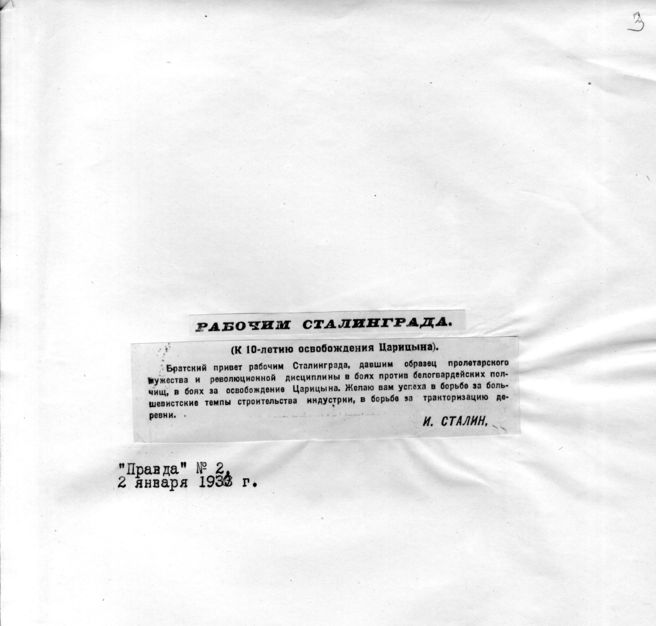 3
РАБОЧИМ СТАЛИНГРАДА.
(К 10-летию освобождения Царицына).
Братский привет рабочим Сталинграда, давшим образец пролетарского
мужества и революционной дисциплины в боях против белогвардейских пол-
чищ, в боях за освобождение Царицына. Желаю вам успеха в борьбе за боль-
шевистские темпы строительства индустрии, в борьбе за тракторизацию де-
ревни.
И. СТАЛИН.
"Правда" № 2,
2 января г.